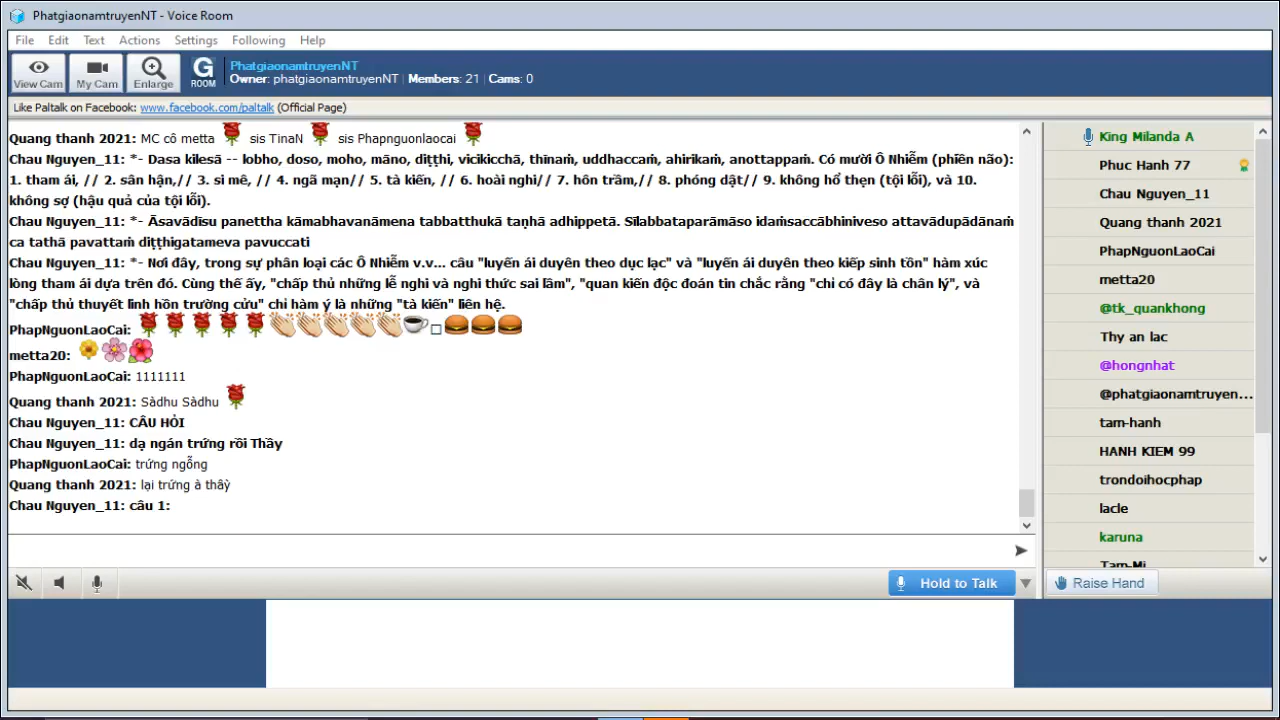 PhatgiaonamtruyenNT - Voice Room
File Edit Text Actions Settings Following Help
View Cam My Cam Enlarge G ROOM PhatgiaonamtruyenNT
Owner: phatgiaonamtruyenNT Members: 21 Cams: 0
Like Paltalk on Facebook: www.facebook.com/paltalk (Official Page)
Quang thanh 2021: MC cô metta sis TinaN sis Phapnguonlaocai
Chau Nguyen_11: *- Dasa kilesā -- lobho, doso, moho, māno, diṭṭhi, vicikicchā, thinaṁ, uddhaccaṁ, ahirikaṁ, anottappaṁ. Có mười Ô Nhiễm (phiền não):
1. tham ái, // 2. sân hận,// 3. si mê, // 4. ngã mạn// 5. tà kiến, // 6. hoài nghi// 7. hôn trầm,// 8. phóng dật// 9. không hổ thẹn (tội lỗi), và 10.
không sợ (hậu quả của tội lỗi).
Chau Nguyen_11: *- Āsavādīsu panettha kāmabhavanāmena tabbatthukā taṇhā adhippetā. Sīlabbataparāmāso idaṁsaccābhiniveso attavādupādānaṁ
ca tathā pavattaṁ diṭṭhigatameva pavuccati
Chau Nguyen_11: *- Nơi đây, trong sự phân loại các Ô Nhiễm v.v... câu "luyến ái duyên theo dục lạc" và "luyến ái duyên theo kiếp sinh tồn" hàm xúc
lòng tham ái dựa trên đó. Cùng thế ấy, "chấp thủ những lễ nghi và nghi thức sai lầm", "quan kiến độc đoán tin chắc rằng "chỉ có đây là chân lý", và
"chấp thủ thuyết linh hồn trường cửu" chỉ hàm ý là những "tà kiến" liên hệ.
PhapNguonLaoCai:
metta20:
PhapNguonLaoCai: 1111111
Quang thanh 2021: Sàdhu Sàdhu
Chau Nguyen_11: CÂU HỎI
Chau Nguyen_11: dạ ngán trứng rồi Thầy
PhapNguonLaoCai: trứng ngỗng
Quang thanh 2021: lại trứng à thầy
Chau Nguyen_11: câu 1:
Hold to Talk
King Milanda A
Phuc Hanh 77
Chau Nguyen_11
Quang thanh 2021
PhapNguonLaoCai
metta20
@tk_quankhong
Thy an lac
@hongnhat
@phatgiaonamtruyen...
tam-hanh
HANH KIEM 99
trondoihocphap
lacle
karuna
Tam-Mi
Raise Hand